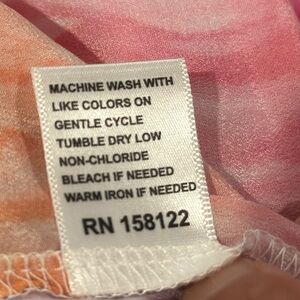 MACHINE WASH WITH
LIKE COLORS ON
GENTLE CYCLE
TUMBLE DRY LOW
NON-CHLORIDE
BLEACH IF NEEDED
WARM IRON IF NEEDED
RN 158122